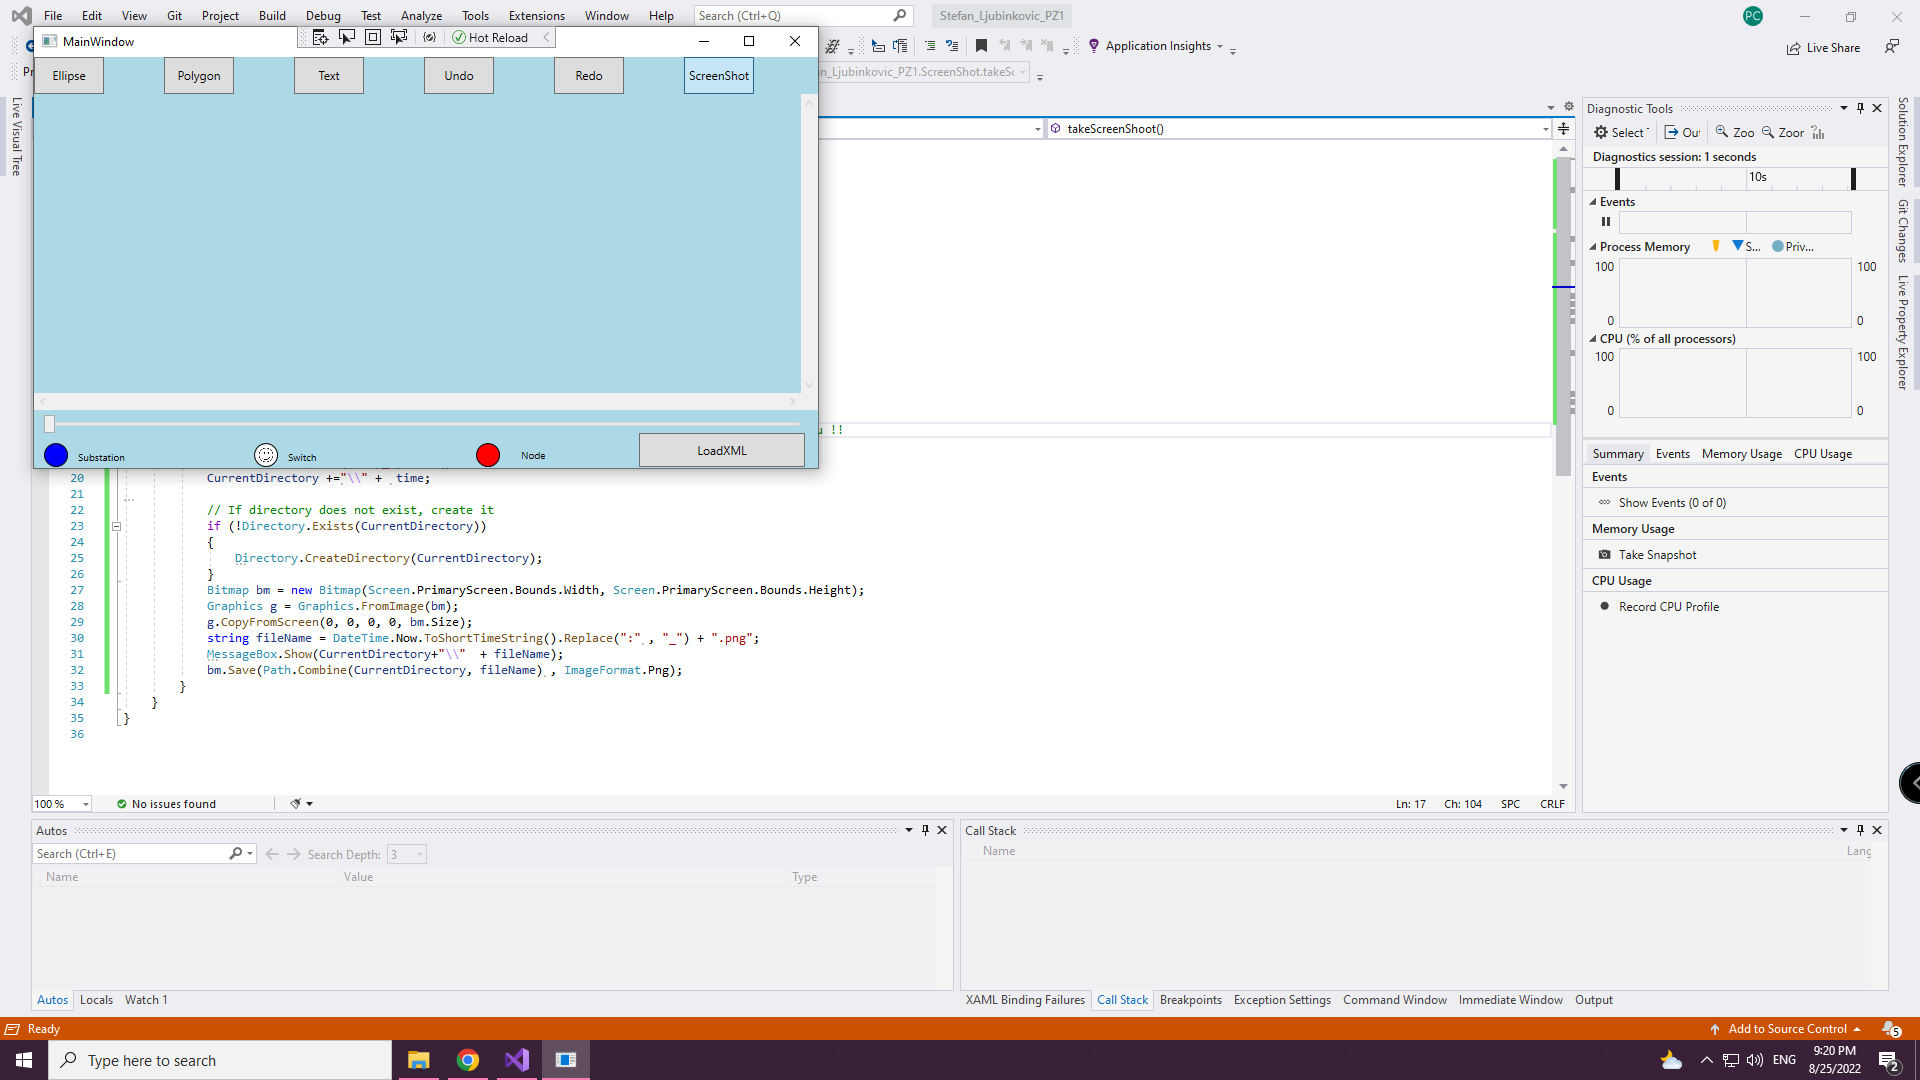 File Edit View Git Project Build Debug Test Analyze Tools Extensions Window Help Search (Ctrl+Q) Stefan_Ljubinkovic_PZ1 PC
MainWindow Hot Reload Application Insights Live Share
Ellipse Polygon Text Undo Redo ScreenShot n_Ljubinkovic_PZ1.ScreenShot.take
Live Visual Tree
takeScreenShoot()
Diagnostic Tools
Select Out Zoo Zoor
Diagnostics session: 1 seconds
10s
Events
Process Memory S... Priv...
100 100
0 0
CPU (% of all processors)
100 100
0 0
Solution Explorer
Git Changes
Live Property Explorer
Substation Switch Node LoadXML
!!
20 CurrentDirectory +="\\" + time;
21
22 // If directory does not exist, create it
23 if (!Directory.Exists(CurrentDirectory))
24 {
25 Directory.CreateDirectory(CurrentDirectory);
26 }
27 Bitmap bm = new Bitmap(Screen.PrimaryScreen.Bounds.Width, Screen.PrimaryScreen.Bounds.Height);
28 Graphics g = Graphics.FromImage(bm);
29 g.CopyFromScreen(0, 0, 0, 0, bm.Size);
30 string fileName = DateTime.Now.ToShortTimeString().Replace(":" , "_") + ".png";
31 MessageBox.Show(CurrentDirectory+"\\" + fileName);
32 bm.Save(Path.Combine(CurrentDirectory, fileName) , ImageFormat.Png);
33 }
34 }
35 }
36
Summary Events Memory Usage CPU Usage
Events
Show Events (0 of 0)
Memory Usage
Take Snapshot
CPU Usage
Record CPU Profile
100 % No issues found Ln: 17 Ch: 104 SPC CRLF
Autos
Search (Ctrl+E) Search Depth: 3
Name Value Type
Autos Locals Watch 1
Call Stack
Name Lang
XAML Binding Failures Call Stack Breakpoints Exception Settings Command Window Immediate Window Output
Ready Add to Source Control 5
Type here to search ENG 9:20 PM 2
8/25/2022